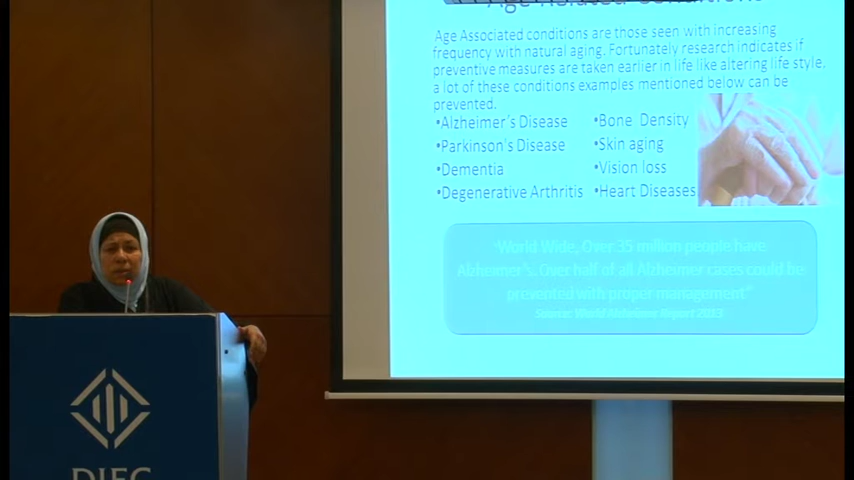 Age Related Conditions
Age Associated conditions are those seen with increasing
frequency with natural aging. Fortunately research indicates if
preventive measures are taken earlier in life like altering life style,
a lot of these conditions examples mentioned below can be
prevented.
•Alzheimer's Disease
•Parkinson's Disease
•Dementia
•Degenerative Arthritis
•Bone Density
•Skin aging
•Vision loss
•Heart Diseases
"World Wide, Over 35 million people have
Alzheimer's. Over half of all Alzheimer cases could be
prevented with proper management"
Source: World Alzheimer Report 2013
DIFC